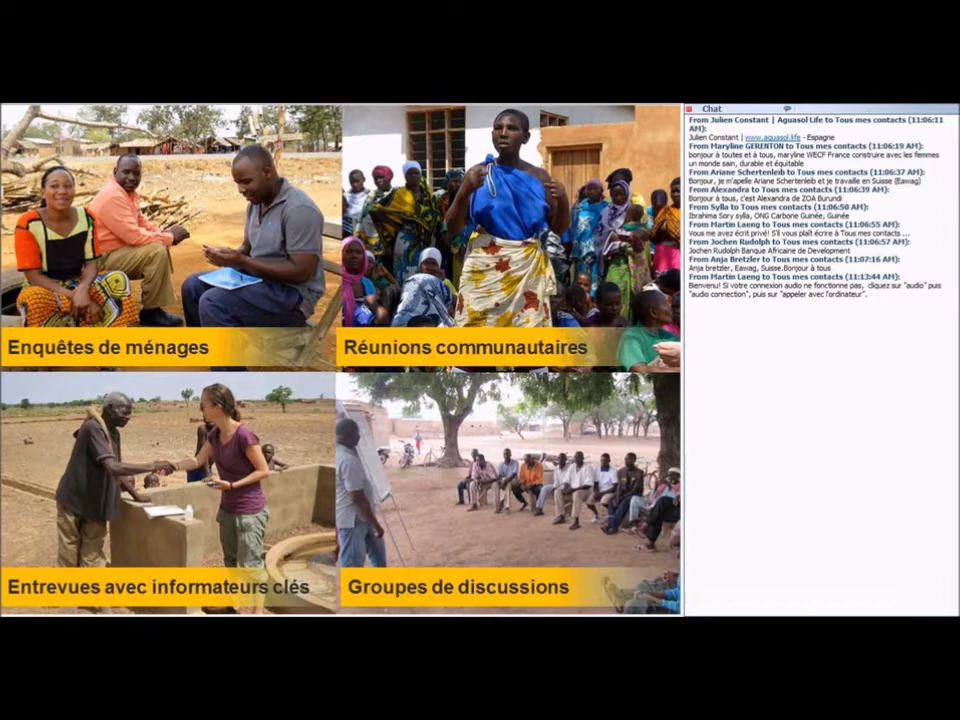 Enquêtes de ménages
Réunions communautaires
Entrevues avec informateurs clés
Groupes de discussions
Chat
From Julien Constant | Aguasol Life to Tous mes contacts (11:06:11
AM):
Julien Constant | www.aguasol.life - Espagne
From Maryline GERENTON to Tous mes contacts (11:06:19 AM):
bonjour à toutes et à tous, maryline WECF France construire avec les femmes
un monde sain, durable et équitable
From Ariane Schertenleib to Tous mes contacts (11:06:37 AM):
Bonjour, je m'apelle Ariane Schertenleib et je travaille en Suisse (Eawag)
From Alexandra to Tous mes contacts (11:06:39 AM):
Bonjour à tous, c'est Alexandra de ZOA Burundi
From Sylla to Tous mes contacts (11:06:50 AM):
Ibrahima Sory sylla, ONG Carbone Guinée, Guinée
From Martin Laeng to Tous mes contacts (11:06:55 AM):
Vous me avez écrit privé! S'il vous plaît écrire à Tous mes contacts ...
From Jochen Rudolph to Tous mes contacts (11:06:57 AM):
Jochen Rudolph Banque Africaine de Development
From Anja Bretzler to Tous mes contacts (11:07:16 AM):
Anja bretzler, Eawag, Suisse.Bonjour à tous
From Martin Laeng to Tous mes contacts (11:13:44 AM):
Bienvenu! Si votre connexion audio ne fonctionne pas, cliquez sur "audio" puis
"audio connection", puis sur "appeler avec l'ordinateur".